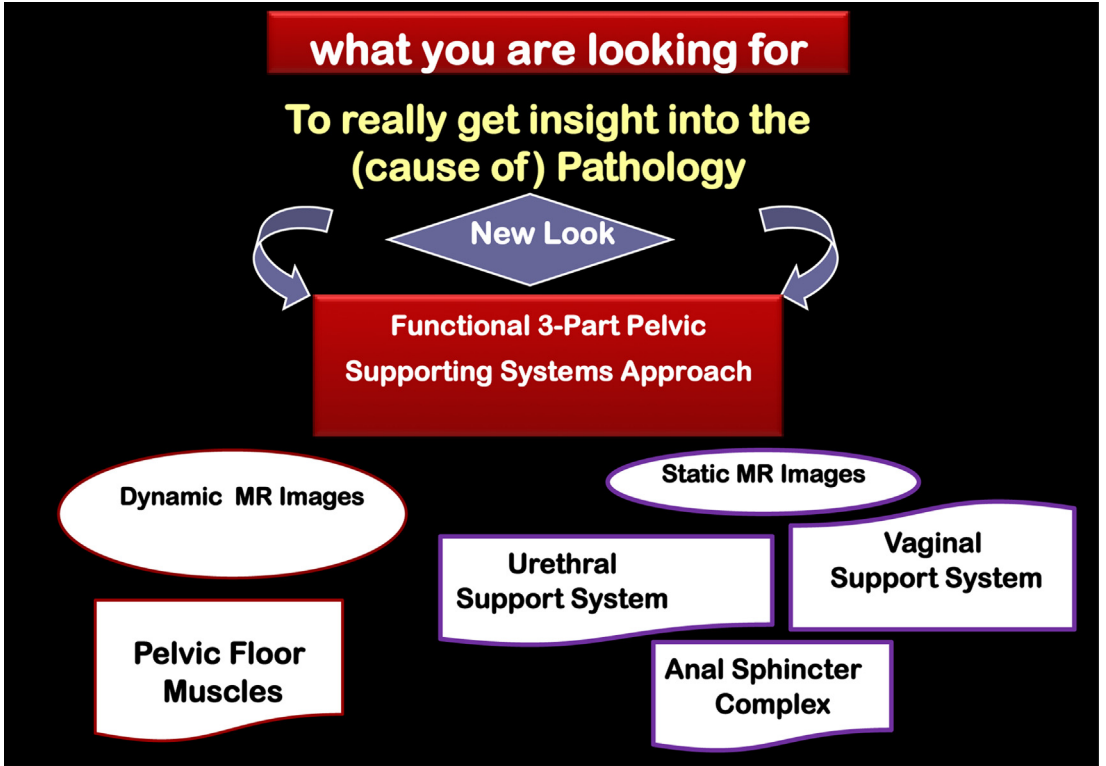 what you are looking for
To really get insight into the
(cause of) Pathology
New Look
Functional 3-Part Pelvic
Supporting Systems Approach
Dynamic MR Images
Static MR Images
Urethral
Support System
Vaginal
Support System
Pelvic Floor
Muscles
Anal Sphincter
Complex